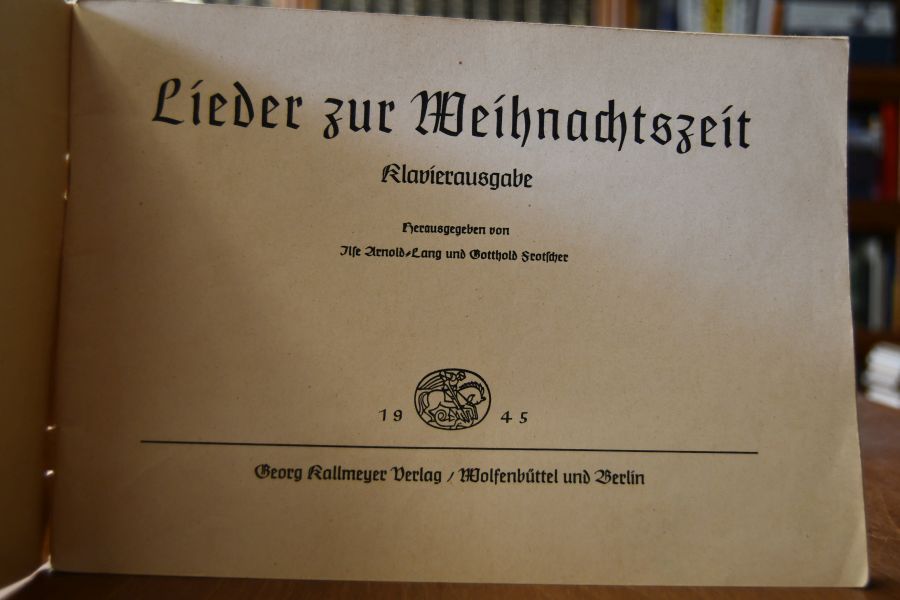 Lieder zur Weihnachtszeit
Klavierausgabe
Herausgegeben von
Ilse Arnold-Lang und Gotthold Frotscher
19 45
Georg Kallmeyer Verlag / Wolfenbüttel und Berlin